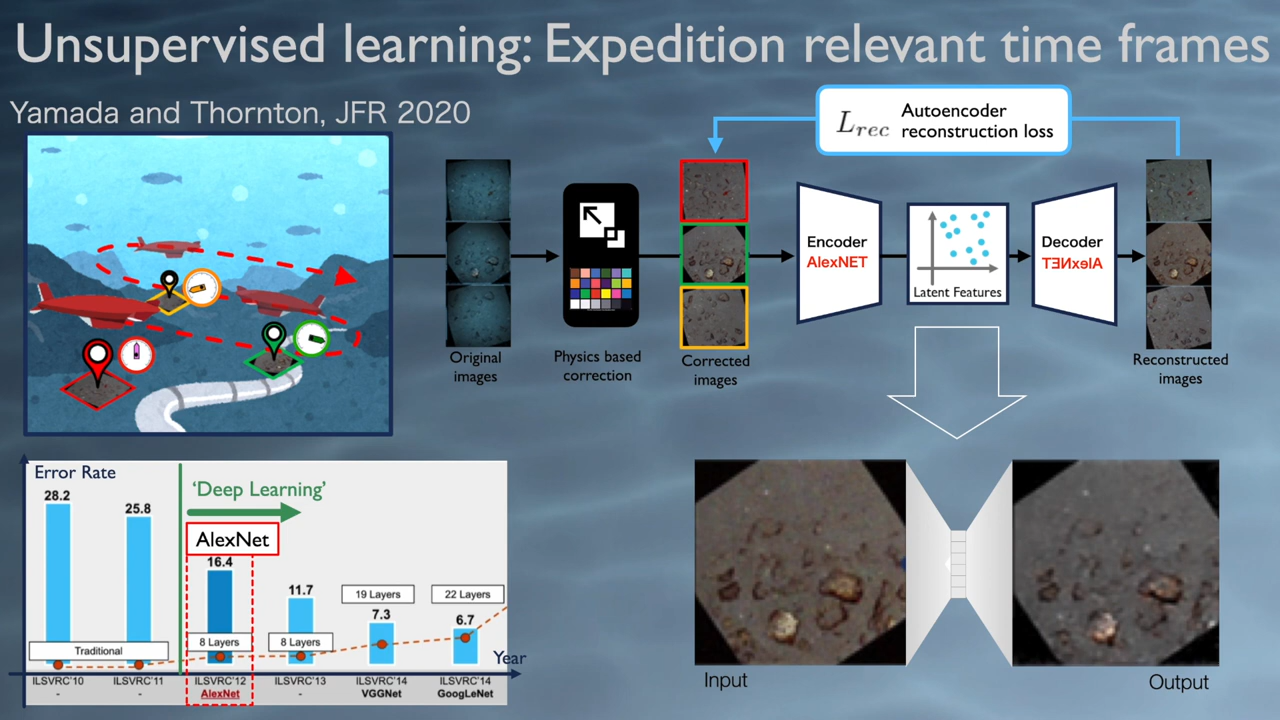 Unsupervised learning: Expedition relevant time frames
Yamada and Thornton, JFR 2020
L_rec
Autoencoder
reconstruction loss
Original
images
Physics based
correction
Corrected
images
Encoder
AlexNET
Latent Features
Decoder
AlexNET
Reconstructed
images
Error Rate
28.2
25.8
'Deep Learning'
AlexNet
16.4
11.7
19 Layers
7.3
22 Layers
6.7
Traditional
8 Layers
8 Layers
Year
ILSVRC'10
-
ILSVRC'11
-
ILSVRC'12
AlexNet
ILSVRC'13
-
ILSVRC'14
VGGNet
ILSVRC'14
GoogLeNet
Input
Output